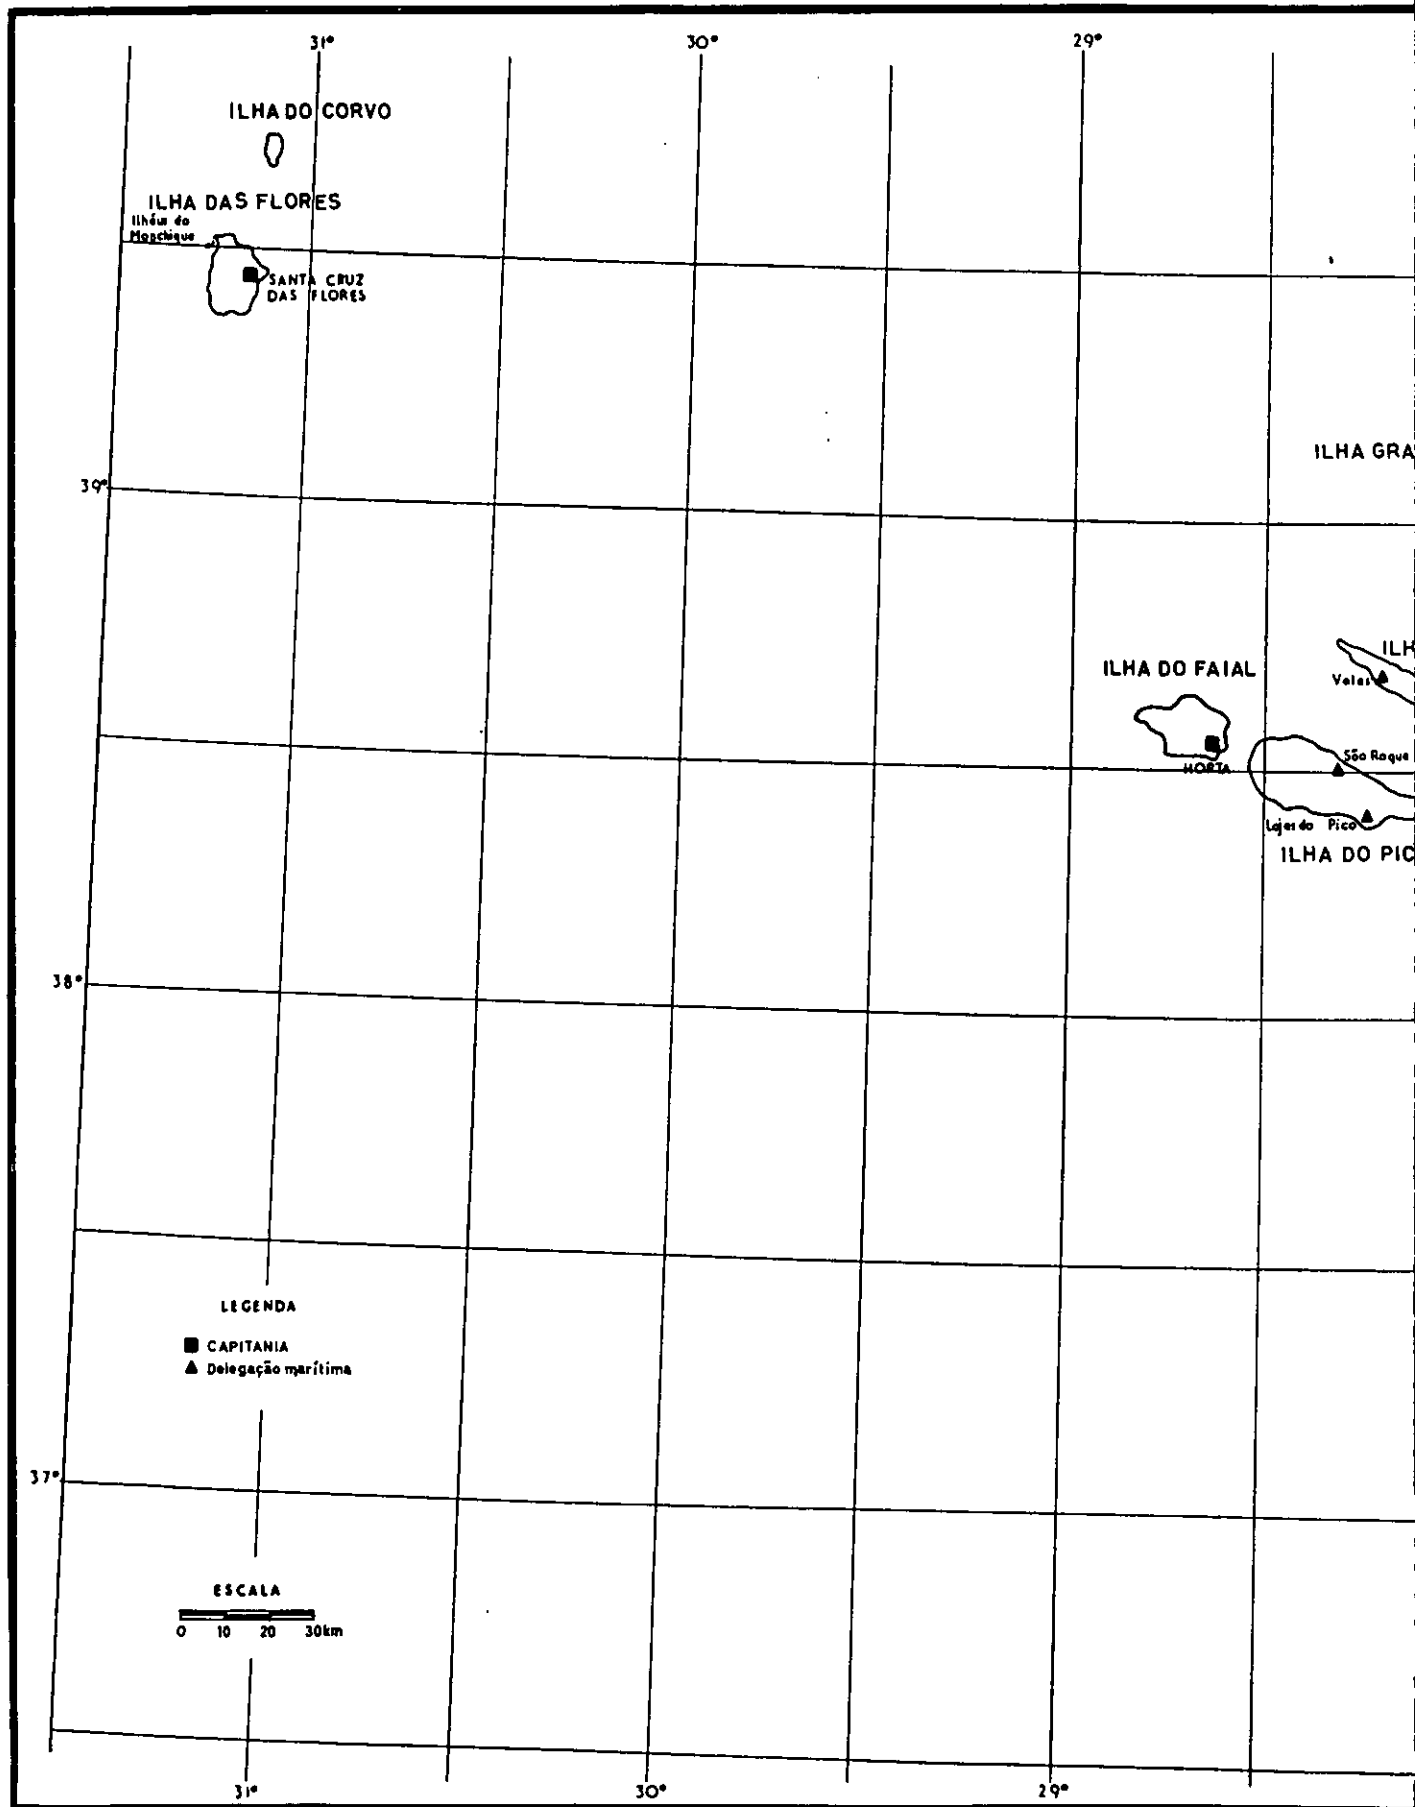 31° 30° 29°
ILHA DO CORVO
ILHA DAS FLORES
Ilhéus do
Monchique
SANTA CRUZ
DAS FLORES
ILHA GRA
39°
ILH
ILHA DO FAIAL
Velas
São Roque
HORTA
Lajes do Pico
ILHA DO PIC
38°
LEGENDA
CAPITANIA
Delegação marítima
37°
ESCALA
0 10 20 30km
31° 30° 29°